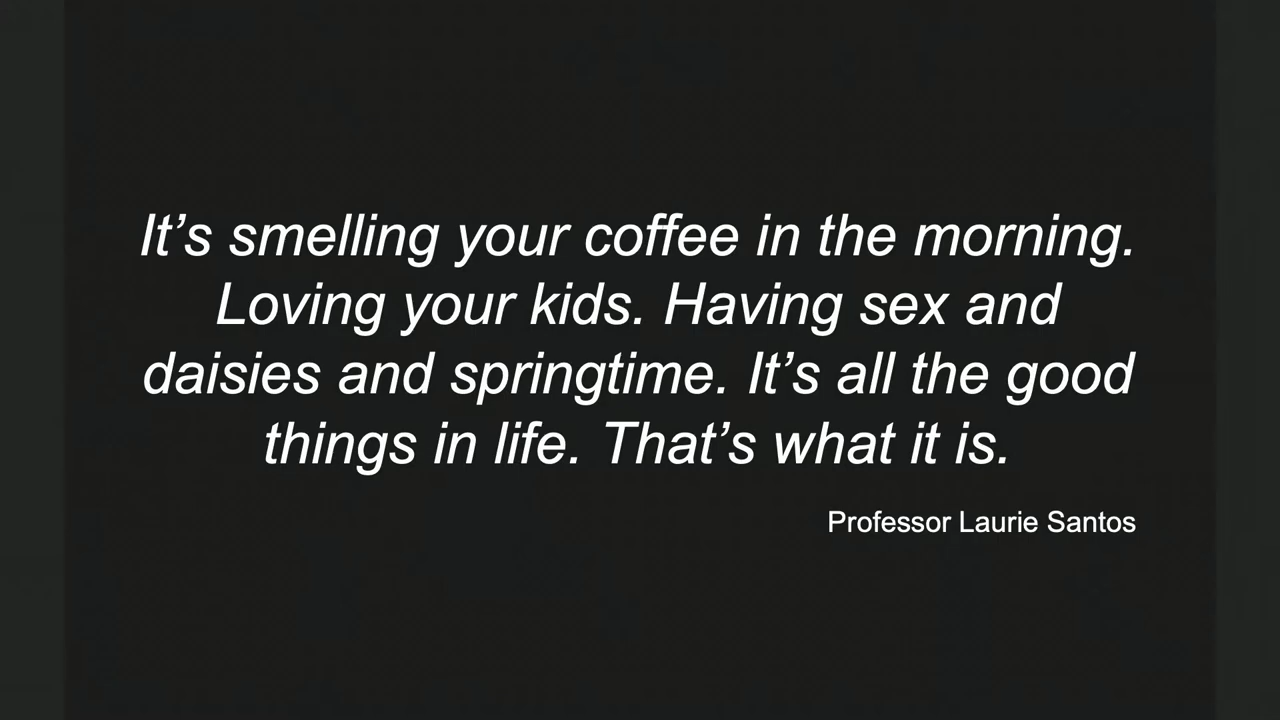 It’s smelling your coffee in the morning.
Loving your kids. Having sex and
daisies and springtime. It’s all the good
things in life. That’s what it is.
Professor Laurie Santos